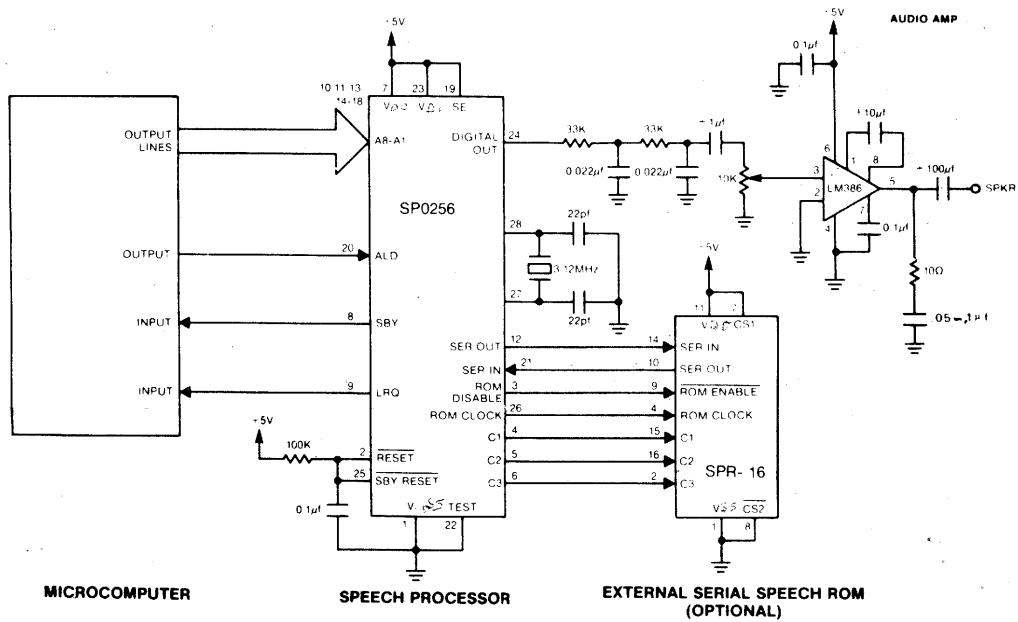 +5V
AUDIO AMP
+5V
0.1µf
10 11 13
14-18
7 23 19
VDD VD1 SE
OUTPUT
LINES
A8-A1
DIGITAL
OUT
24
33K 33K
+ 1µf
+10µf
0.022µf 0.022µf
10K
6
1
8
3
2
LM386
5
+ 100µf
SPKR
4
7
0.1µf
SP0256
10Ω
.05-.1µf
OUTPUT
20
ALD
28
22pf
3.12MHz
27
22pf
+5V
INPUT
8
SBY
11
VDD CS1
SER OUT
12
14
SER IN
SER IN
21
10
SER OUT
INPUT
9
LRQ
ROM
DISABLE
3
9
ROM ENABLE
ROM CLOCK
26
4
ROM CLOCK
C1
4
15
C1
C2
5
16
C2
C3
6
2
C3
SPR-16
+5V
100K
2
RESET
25
SBY RESET
0.1µf
VSS TEST
1
22
VSS CS2
1
8
MICROCOMPUTER
SPEECH PROCESSOR
EXTERNAL SERIAL SPEECH ROM
(OPTIONAL)